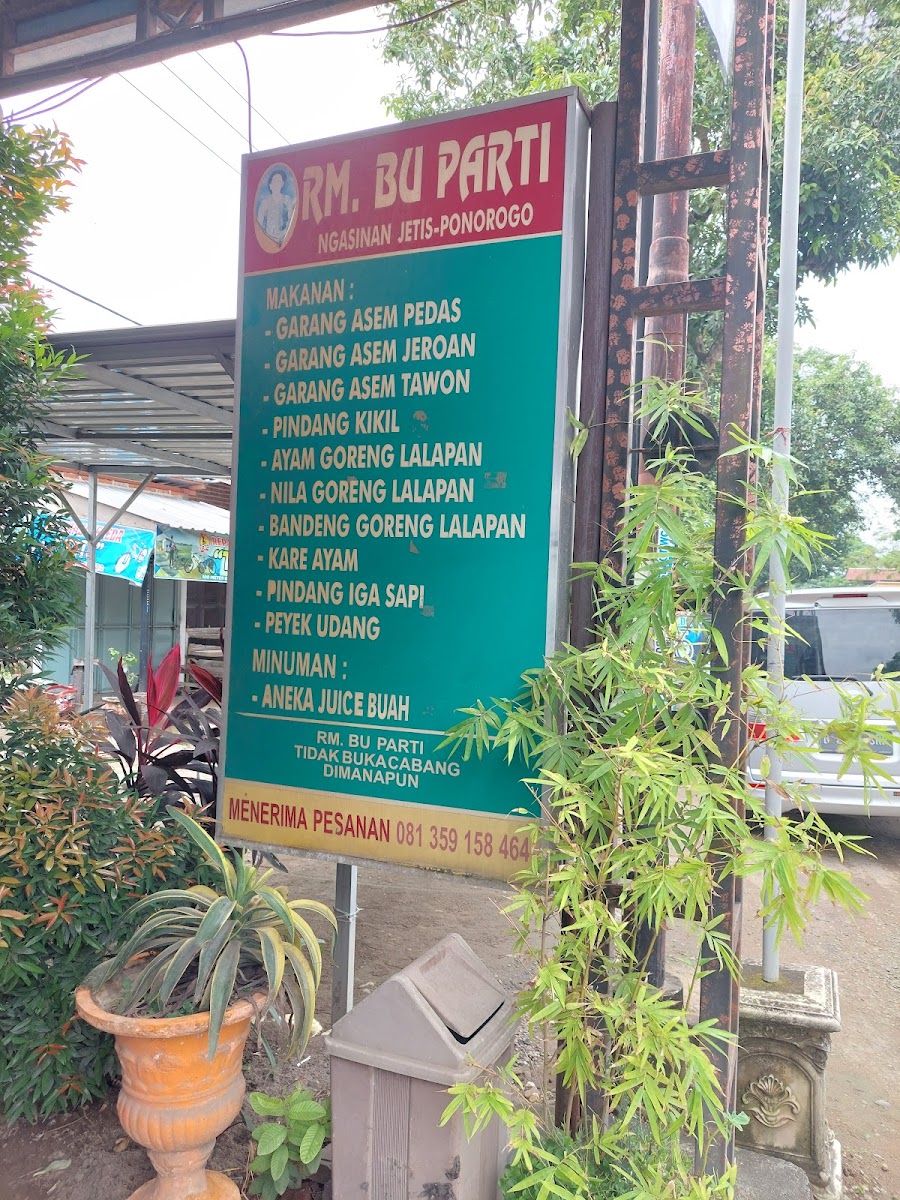 RM. BU PARTI
NGASINAN JETIS-PONOROGO
MAKANAN :
- GARANG ASEM PEDAS
- GARANG ASEM JEROAN
- GARANG ASEM TAWON
- PINDANG KIKIL
- AYAM GORENG LALAPAN
- NILA GORENG LALAPAN
- BANDENG GORENG LALAPAN
- KARE AYAM
- PINDANG IGA SAPI
- PEYEK UDANG
MINUMAN :
- ANEKA JUICE BUAH
RM. BU PARTI
TIDAK BUKACABANG
DIMANAPUN
MENERIMA PESANAN 081 359 158 464